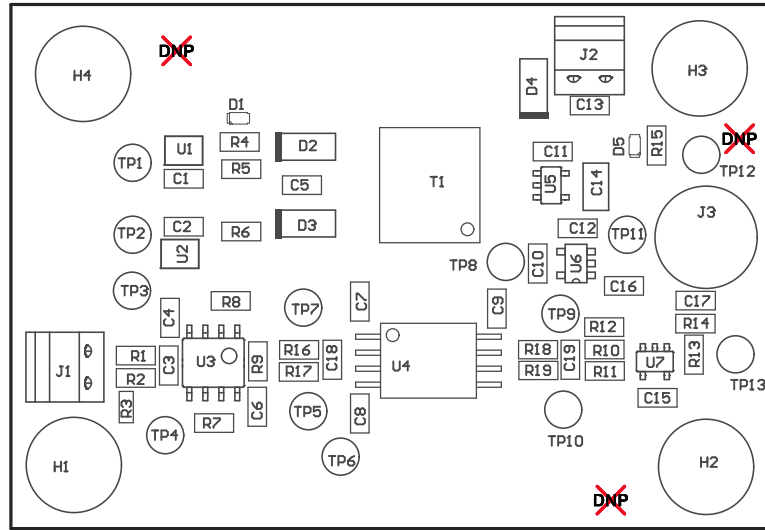 H4
DNP
J2
D4
H3
C13
D1
R4
U1
D2
TP1
R5
C1
C5
T1
C11
U5
C14
D5
R15
DNP
TP12
TP2
C2
U2
R6
D3
TP8
C10
C12
U6
TP11
J3
TP3
C4
R8
TP7
C7
C9
TP9
C16
C17
R14
R12
J1
R1
R2
R3
C3
U3
R9
R16
R17
C18
U4
R18
R19
C19
R10
R11
U7
R13
TP13
R7
C6
TP5
C8
TP4
TP6
TP10
C15
H1
H2
DNP